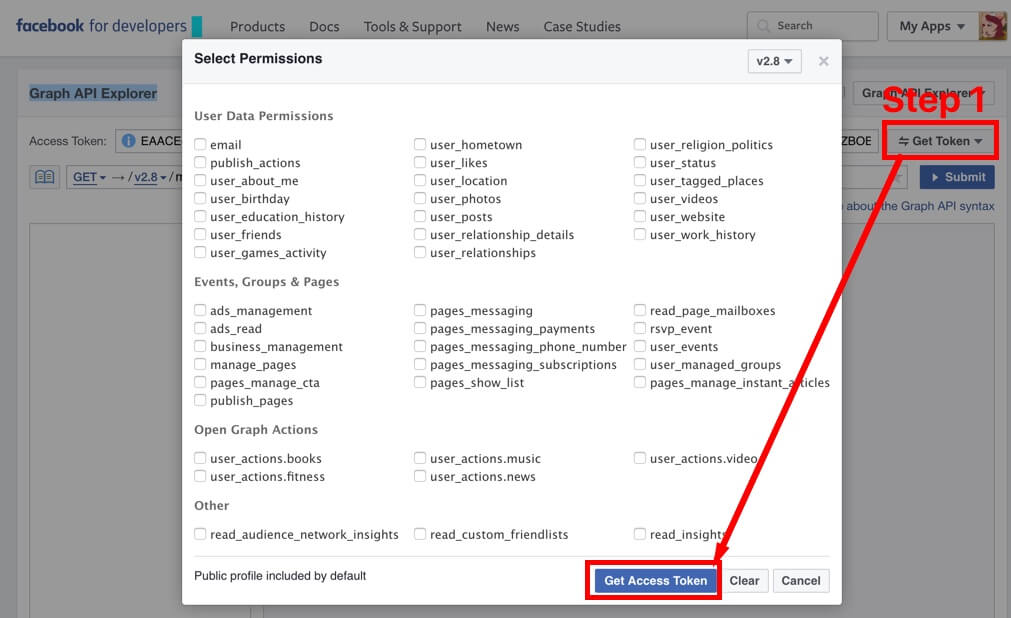 facebook for developers Products Docs Tools & Support News Case Studies Search My Apps
Select Permissions v2.8
Graph API Explorer Graph API Explorer
Step 1
Access Token: EAACE ZBOE Get Token
GET → /v2.8 /m Submit
about the Graph API syntax
User Data Permissions
email user_hometown user_religion_politics
publish_actions user_likes user_status
user_about_me user_location user_tagged_places
user_birthday user_photos user_videos
user_education_history user_posts user_website
user_friends user_relationship_details user_work_history
user_games_activity user_relationships
Events, Groups & Pages
ads_management pages_messaging read_page_mailboxes
ads_read pages_messaging_payments rsvp_event
business_management pages_messaging_phone_number user_events
manage_pages pages_messaging_subscriptions user_managed_groups
pages_manage_cta pages_show_list pages_manage_instant_articles
publish_pages
Open Graph Actions
user_actions.books user_actions.music user_actions.video
user_actions.fitness user_actions.news
Other
read_audience_network_insights read_custom_friendlists read_insights
Public profile included by default Get Access Token Clear Cancel